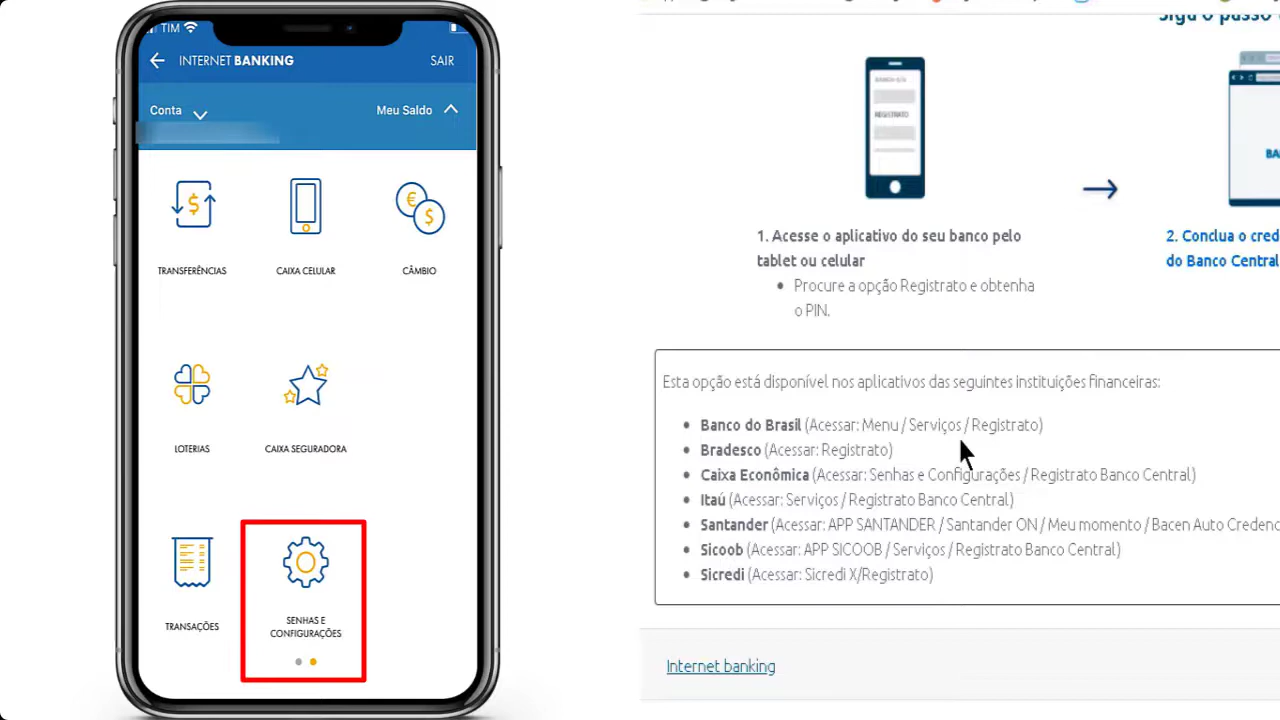 TIM
INTERNET BANKING
SAIR
Conta
Meu Saldo
TRANSFERÊNCIAS
CAIXA CELULAR
CÂMBIO
LOTERIAS
CAIXA SEGURADORA
TRANSAÇÕES
SENHAS E
CONFIGURAÇÕES
Siga o passo
REGISTRATO
1. Acesse o aplicativo do seu banco pelo
tablet ou celular
• Procure a opção Registrato e obtenha
o PIN.
2. Conclua o cred
do Banco Central
Esta opção está disponível nos aplicativos das seguintes instituições financeiras:
• Banco do Brasil (Acessar: Menu / Serviços / Registrato)
• Bradesco (Acessar: Registrato)
• Caixa Econômica (Acessar: Senhas e Configurações / Registrato Banco Central)
• Itaú (Acessar: Serviços / Registrato Banco Central)
• Santander (Acessar: APP SANTANDER / Santander ON / Meu momento / Bacen Auto Credenc
• Sicoob (Acessar: APP SICOOB / Serviços / Registrato Banco Central)
• Sicredi (Acessar: Sicredi X/Registrato)
Internet banking